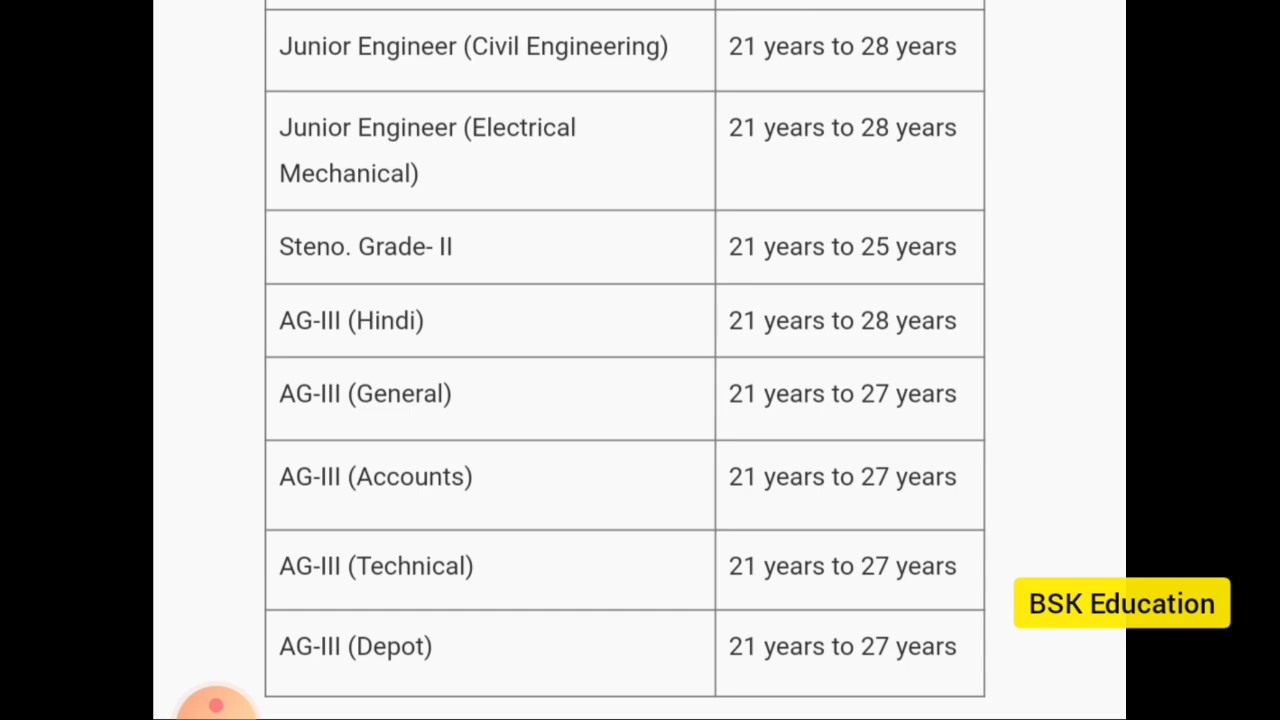 Junior Engineer (Civil Engineering) 21 years to 28 years
Junior Engineer (Electrical 21 years to 28 years
Mechanical)
Steno. Grade- II 21 years to 25 years
AG-III (Hindi) 21 years to 28 years
AG-III (General) 21 years to 27 years
AG-III (Accounts) 21 years to 27 years
AG-III (Technical) 21 years to 27 years
BSK Education
AG-III (Depot) 21 years to 27 years